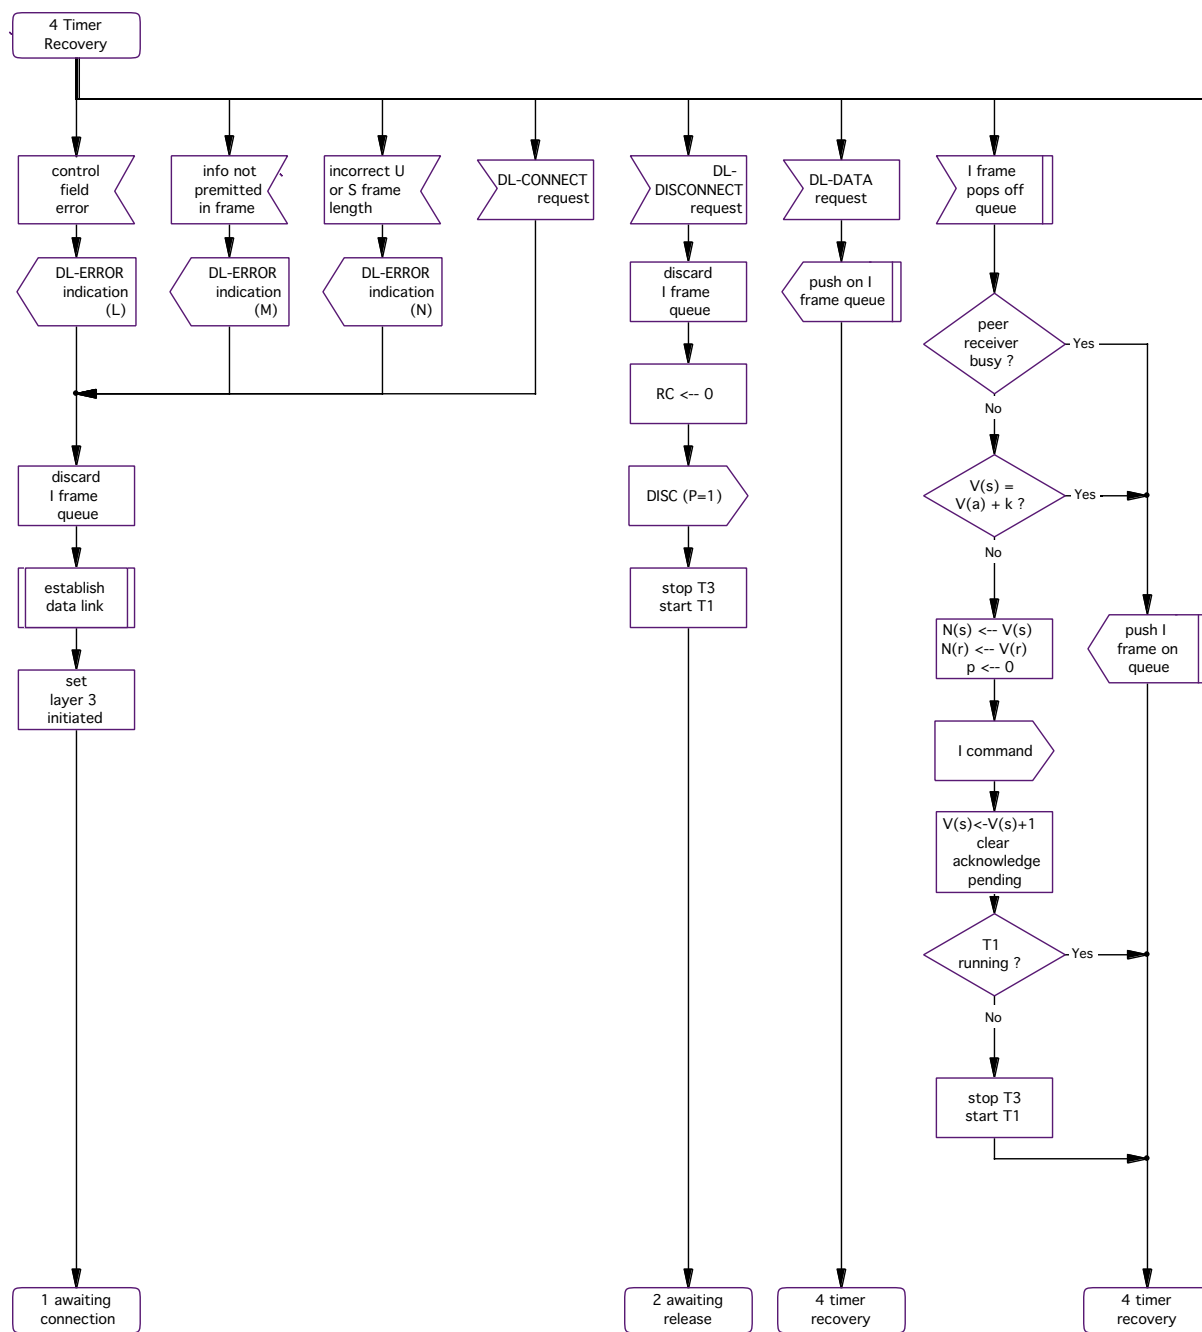 4 Timer
Recovery
control
field
error
info not
premitted
in frame
incorrect U
or S frame
length
DL-CONNECT
request
DL-
DISCONNECT
request
DL-DATA
request
I frame
pops off
queue
DL-ERROR
indication
(L)
DL-ERROR
indication
(M)
DL-ERROR
indication
(N)
discard
I frame
queue
push on I
frame queue
peer
receiver
busy ?
Yes
No
RC <-- 0
discard
I frame
queue
DISC (P=1)
V(s) =
V(a) + k ?
Yes
No
establish
data link
stop T3
start T1
N(s) <-- V(s)
N(r) <-- V(r)
p <-- 0
push I
frame on
queue
set
layer 3
initiated
I command
V(s)<-V(s)+1
clear
acknowledge
pending
T1
running ?
Yes
No
stop T3
start T1
1 awaiting
connection
2 awaiting
release
4 timer
recovery
4 timer
recovery